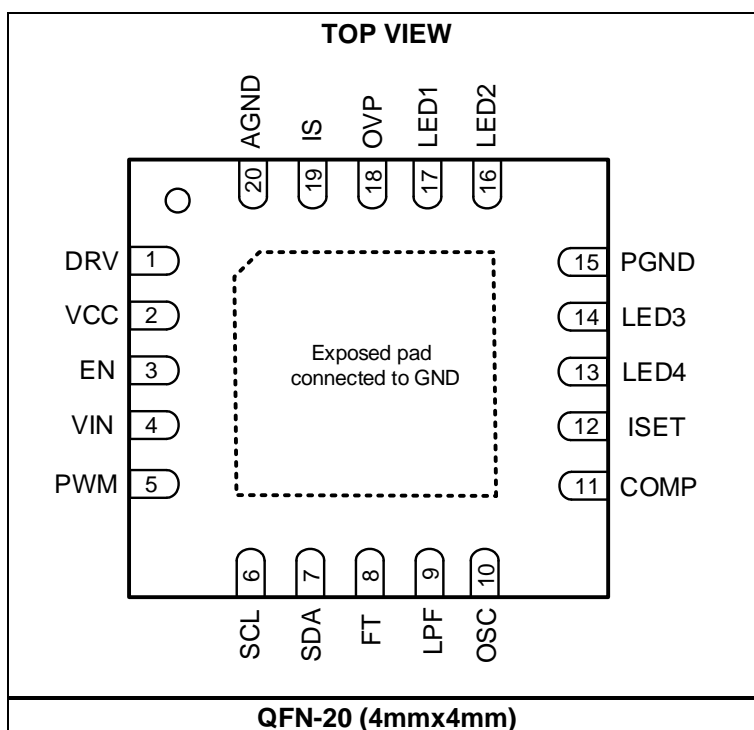 TOP VIEW
AGND IS OVP LED1 LED2
20 19 18 17 16
DRV 1
VCC 2
EN 3
VIN 4
PWM 5
15 PGND
14 LED3
13 LED4
12 ISET
11 COMP
Exposed pad
connected to GND
6 7 8 9 10
SCL SDA FT LPF OSC
QFN-20 (4mmx4mm)